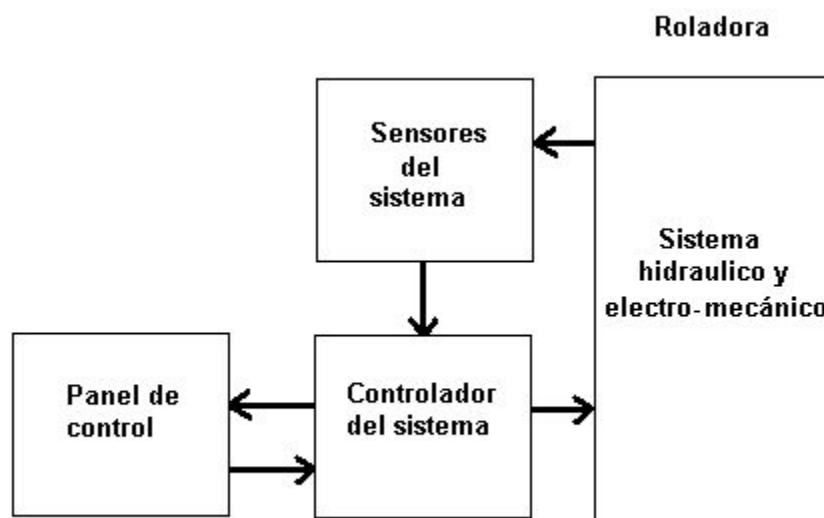 Roladora
Sensores
del
sistema
Sistema
hidraulico y
electro-mecánico
Panel de
control
Controlador
del sistema